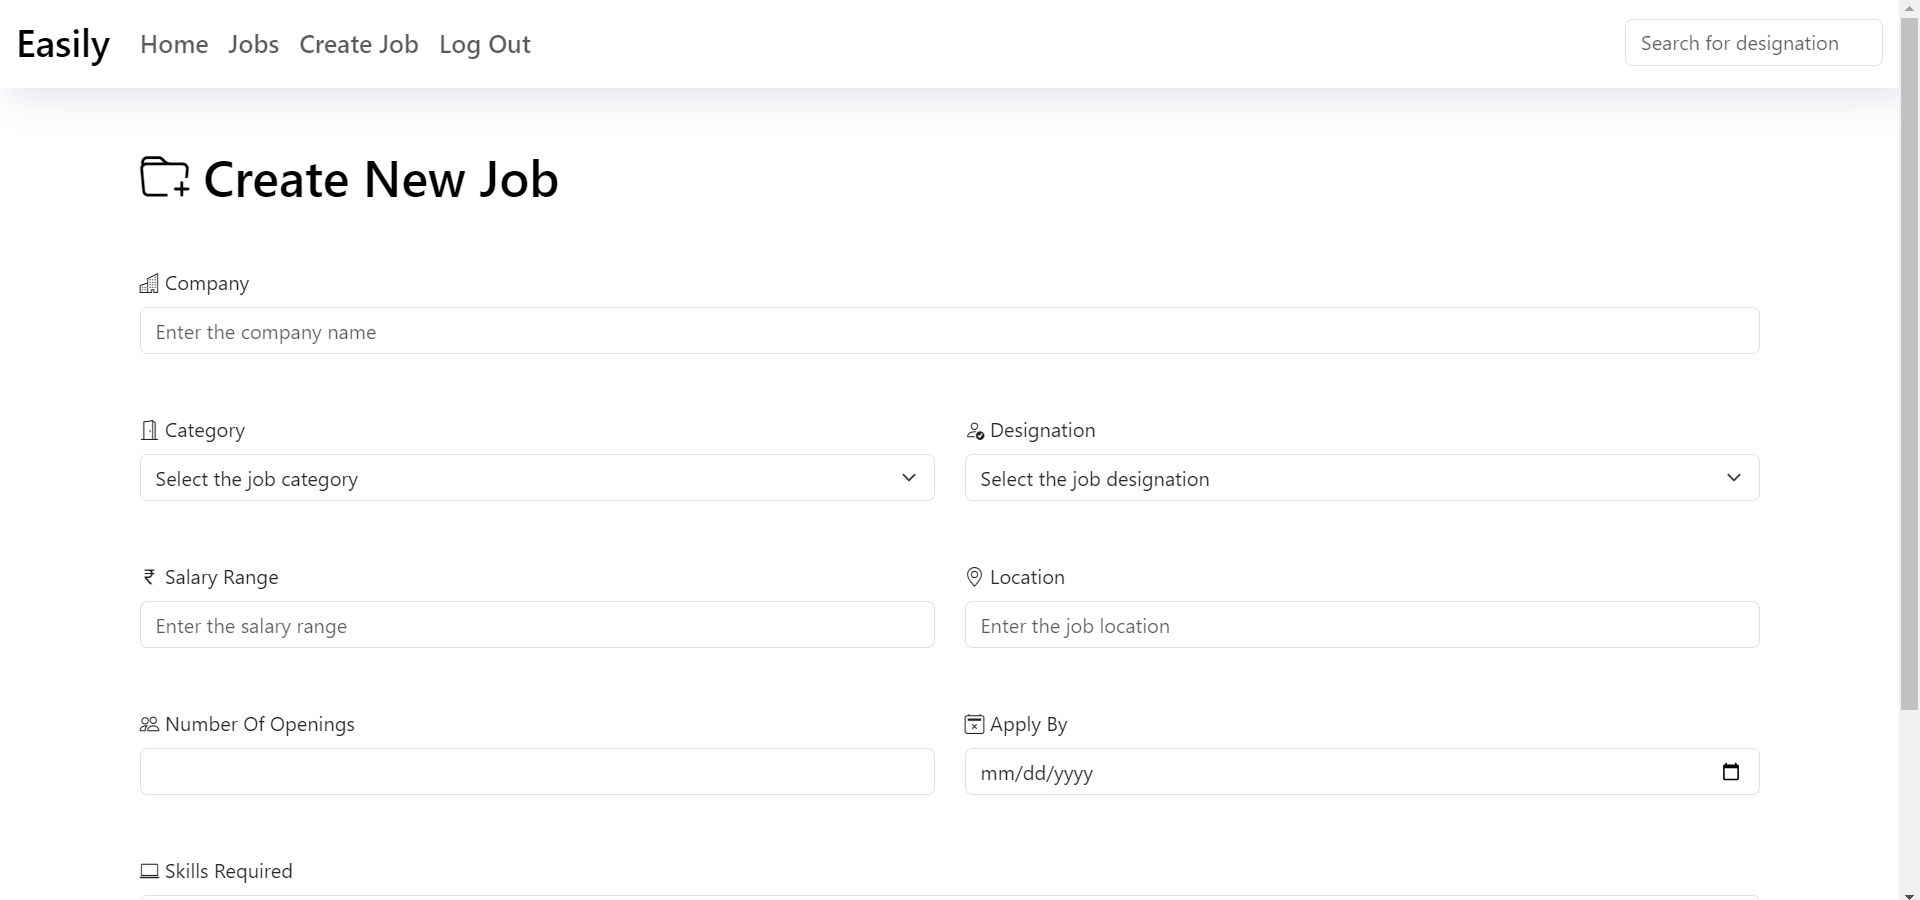 Easily Home Jobs Create Job Log Out Search for designation
Create New Job
Company
Enter the company name
Category Designation
Select the job category Select the job designation
₹ Salary Range Location
Enter the salary range Enter the job location
Number Of Openings Apply By
mm/dd/yyyy
Skills Required